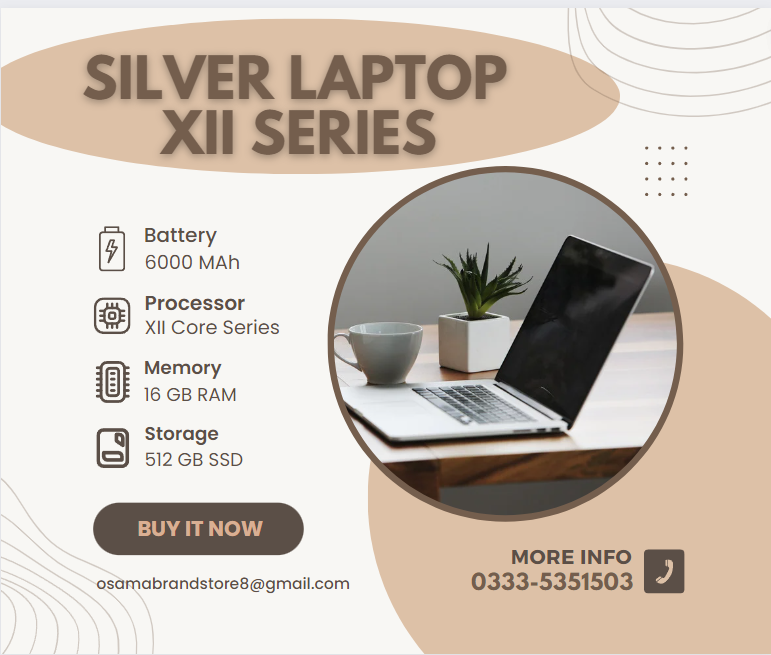 SILVER LAPTOP
XII SERIES
Battery
6000 MAh
Processor
XII Core Series
Memory
16 GB RAM
Storage
512 GB SSD
BUY IT NOW
osamabrandstore8@gmail.com
MORE INFO
0333-5351503